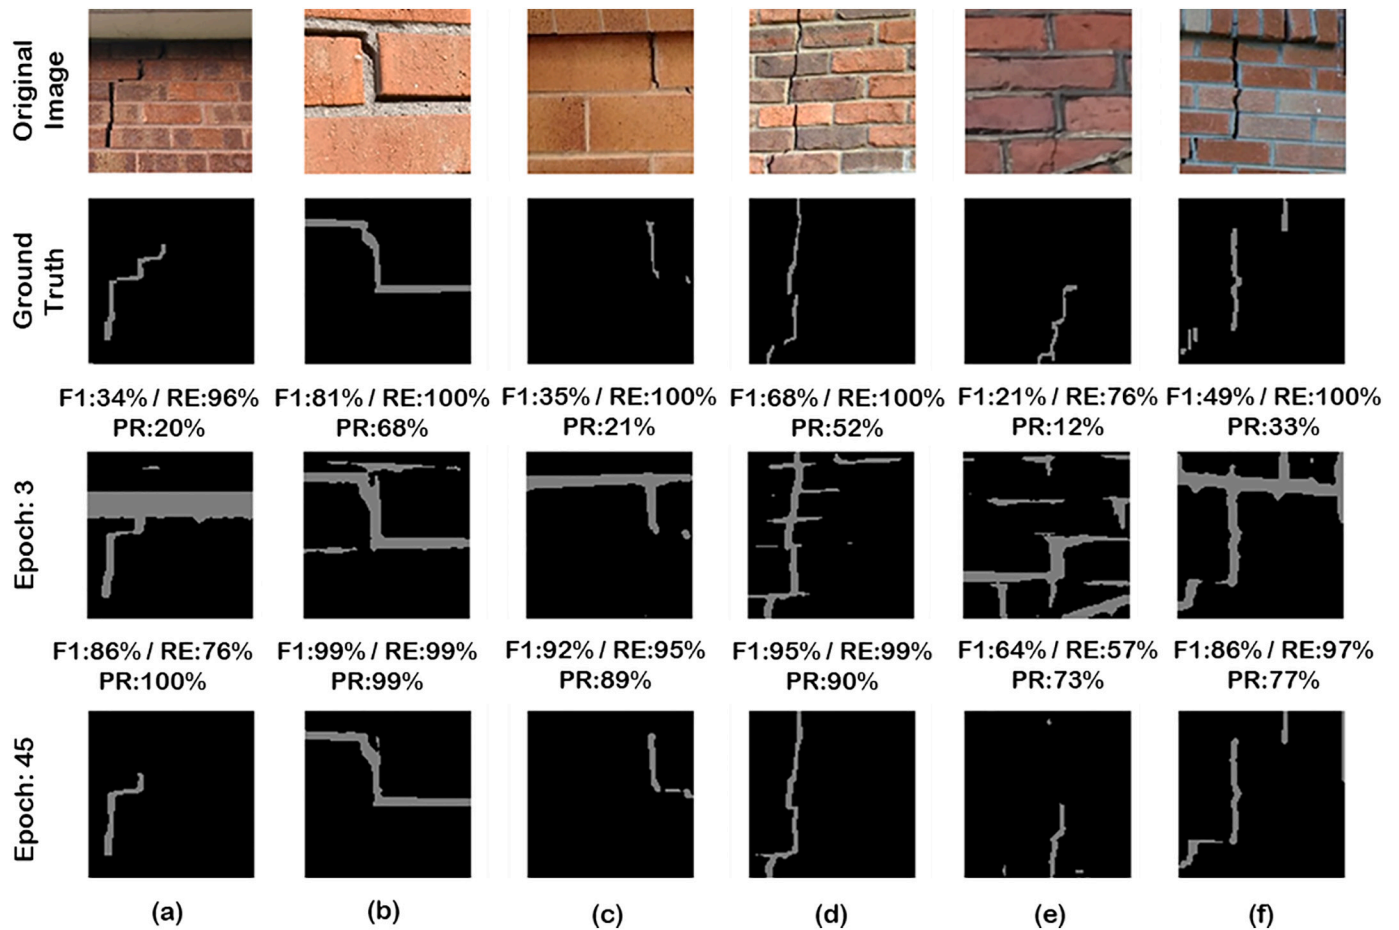 Original
Image
Ground
Truth
F1:34% / RE:96%
PR:20%
F1:81% / RE:100%
PR:68%
F1:35% / RE:100%
PR:21%
F1:68% / RE:100%
PR:52%
F1:21% / RE:76%
PR:12%
F1:49% / RE:100%
PR:33%
Epoch: 3
F1:86% / RE:76%
PR:100%
F1:99% / RE:99%
PR:99%
F1:92% / RE:95%
PR:89%
F1:95% / RE:99%
PR:90%
F1:64% / RE:57%
PR:73%
F1:86% / RE:97%
PR:77%
Epoch: 45
(a)
(b)
(c)
(d)
(e)
(f)